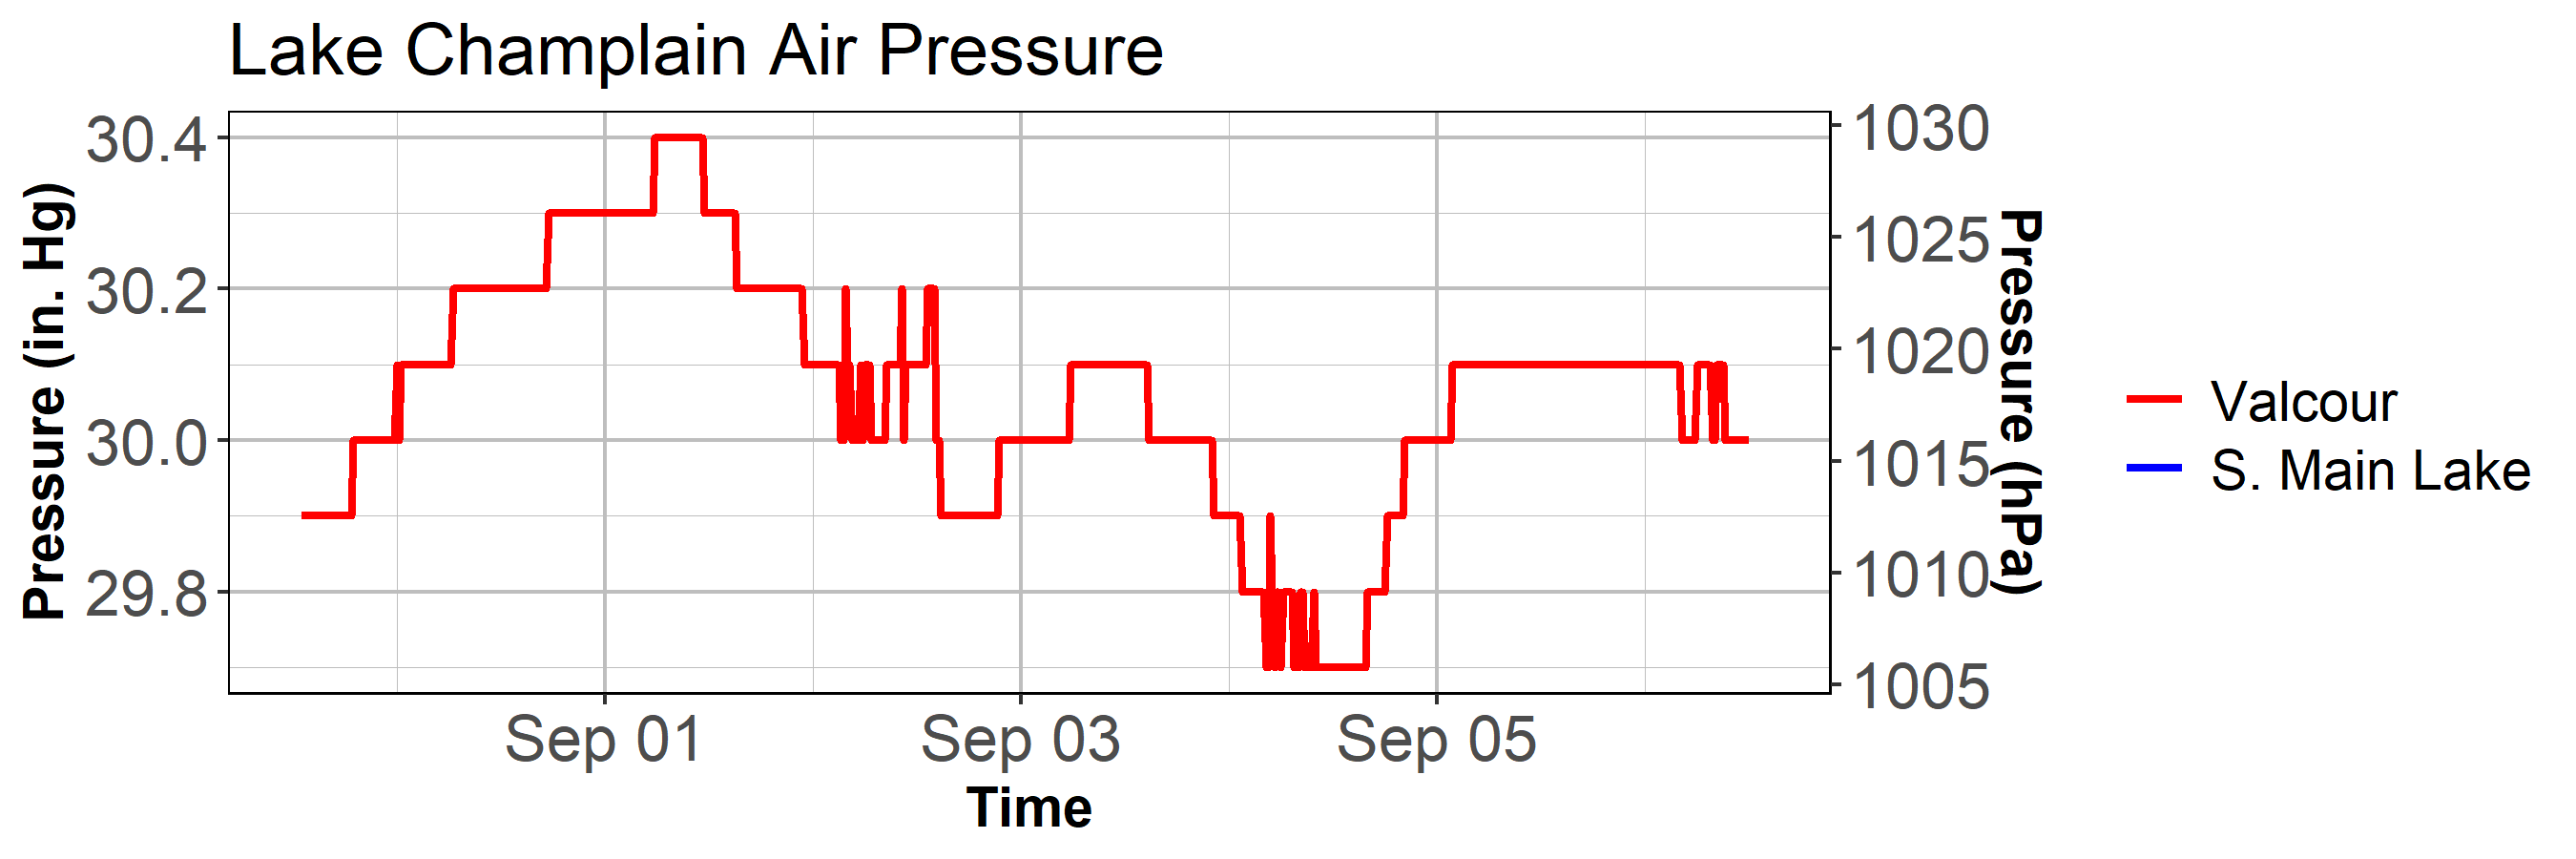 Lake Champlain Air Pressure
Pressure (in. Hg)
30.4
30.2
30.0
29.8
1030
1025
1020
1015
1010
1005
Pressure (hPa)
Sep 01
Sep 03
Sep 05
Time
Valcour
S. Main Lake